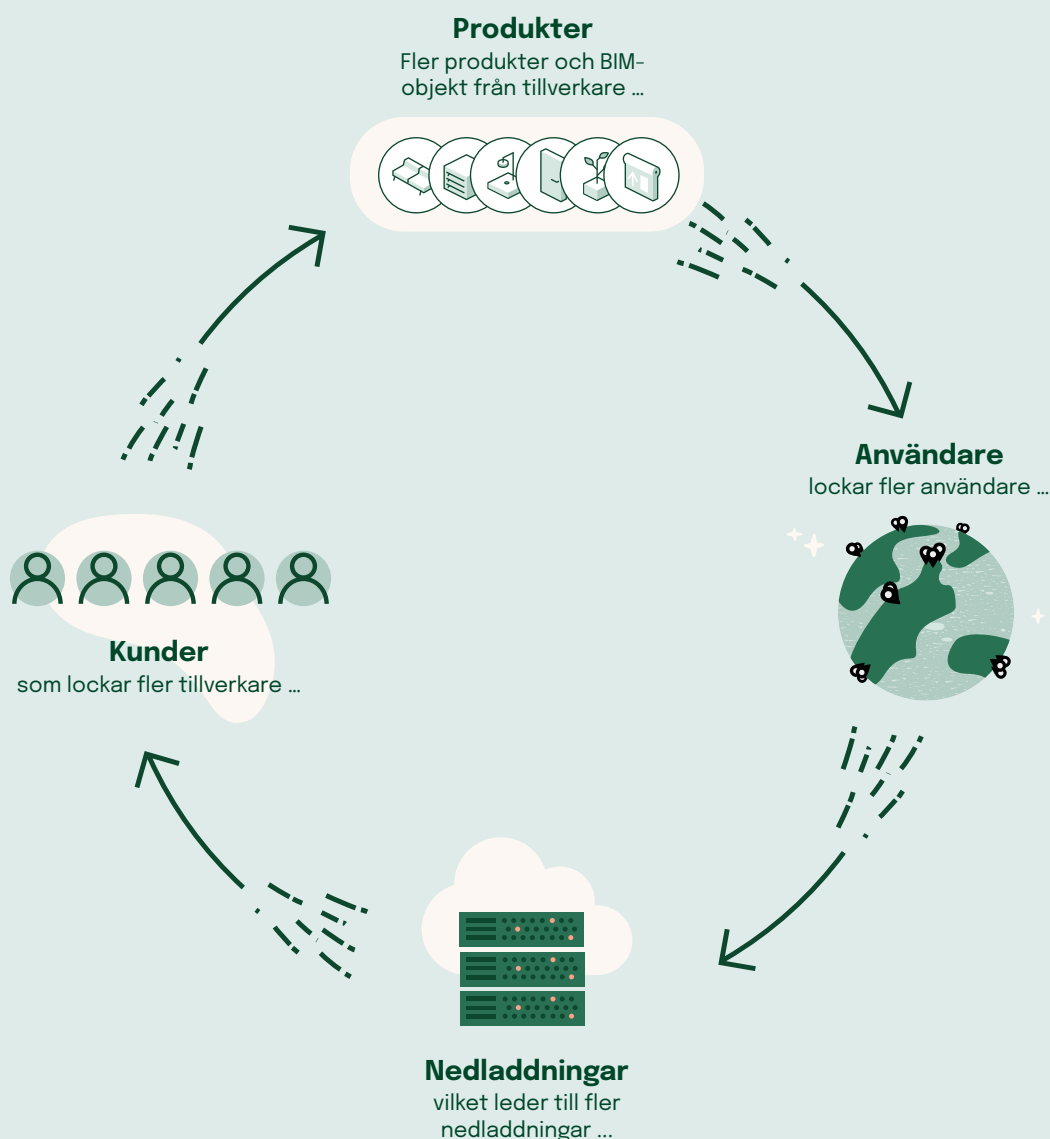 Produkter
Fler produkter och BIM-
objekt från tillverkare …
Användare
lockar fler användare …
Kunder
som lockar fler tillverkare …
Nedladdningar
vilket leder till fler
nedladdningar …